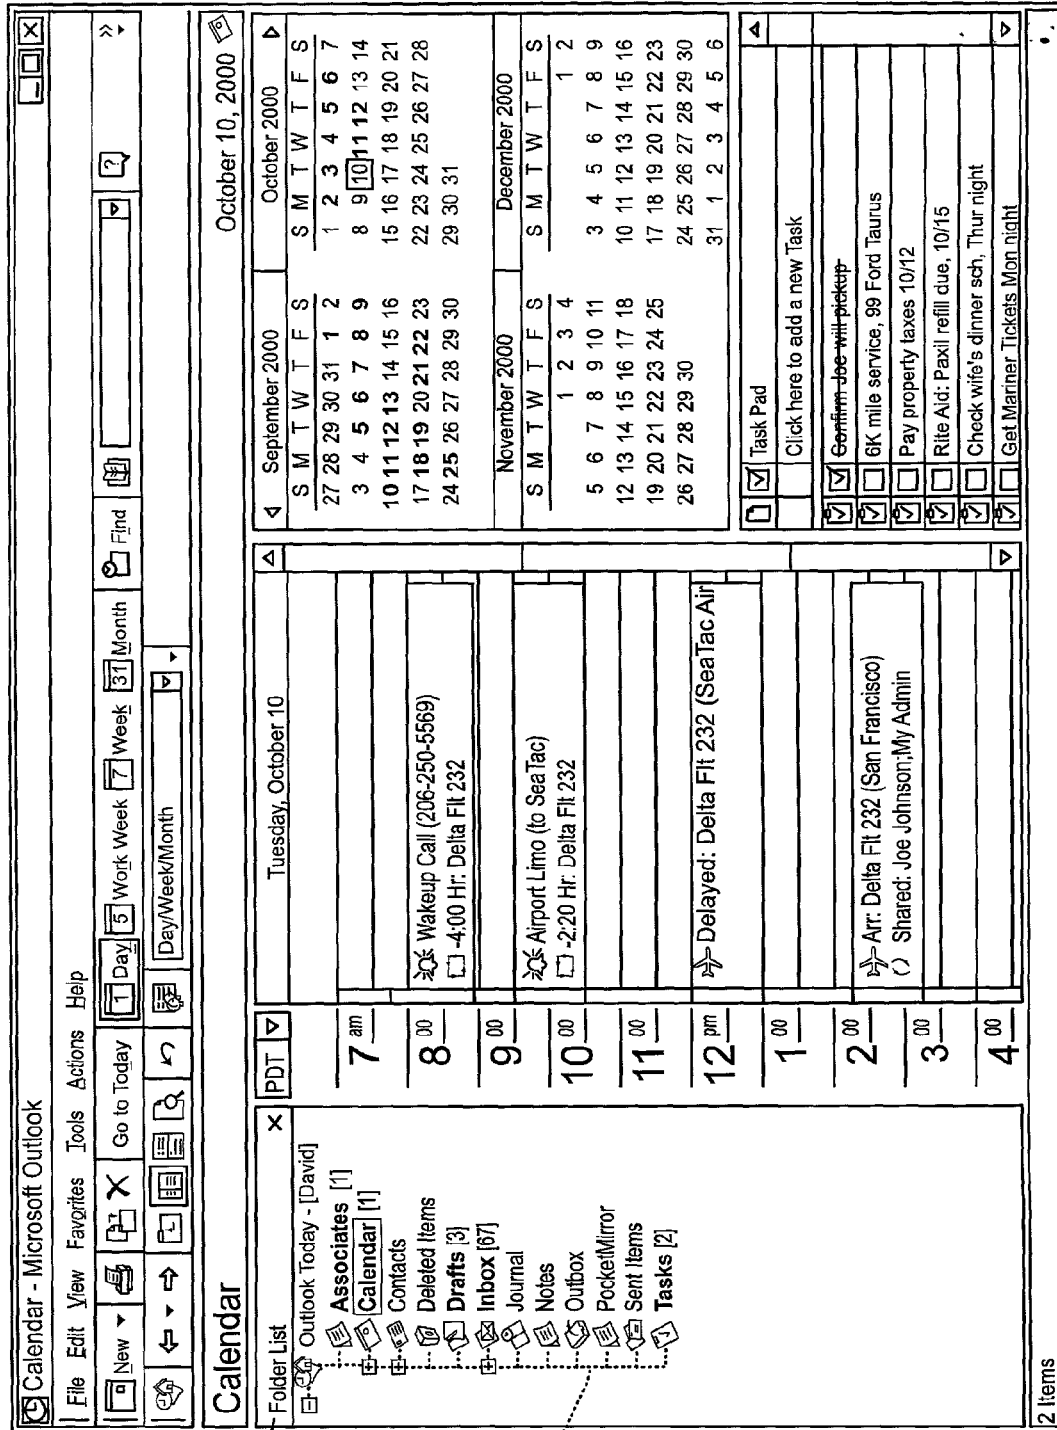 Calendar - Microsoft Outlook
File Edit View Favorites Tools Actions Help
New Go to Today 1 Day 5 Work Week 7 Week 31 Month Find ?
Day/Week/Month
Calendar October 10, 2000
Folder List
Outlook Today - [David]
Associates [1]
Calendar [1]
Contacts
Deleted Items
Drafts [3]
Inbox [67]
Journal
Notes
Outbox
PocketMirror
Sent Items
Tasks [2]
PDT
Tuesday, October 10
7 am
8 00
Wakeup Call (206-250-5569)
-4:00 Hr: Delta Flt 232
9 00
10 00
Airport Limo (to SeaTac)
-2:20 Hr: Delta Flt 232
11 00
12 pm
Delayed: Delta Flt 232 (SeaTac Air
1 00
2 00
Arr: Delta Flt 232 (San Francisco)
Shared: Joe Johnson;My Admin
3 00
4 00
September 2000
S M T W T F S
27 28 29 30 31 1 2
3 4 5 6 7 8 9
10 11 12 13 14 15 16
17 18 19 20 21 22 23
24 25 26 27 28 29 30
October 2000
S M T W T F S
1 2 3 4 5 6 7
8 9 10 11 12 13 14
15 16 17 18 19 20 21
22 23 24 25 26 27 28
29 30 31
November 2000
S M T W T F S
1 2 3 4
5 6 7 8 9 10 11
12 13 14 15 16 17 18
19 20 21 22 23 24 25
26 27 28 29 30
December 2000
S M T W T F S
1 2
3 4 5 6 7 8 9
10 11 12 13 14 15 16
17 18 19 20 21 22 23
24 25 26 27 28 29 30
31 1 2 3 4 5 6
Task Pad
Click here to add a new Task
Confirm Joe will pickup
6K mile service, 99 Ford Taurus
Pay property taxes 10/12
Rite Aid: Paxil refill due, 10/15
Check wife's dinner sch, Thur night
Get Mariner Tickets Mon night
2 Items